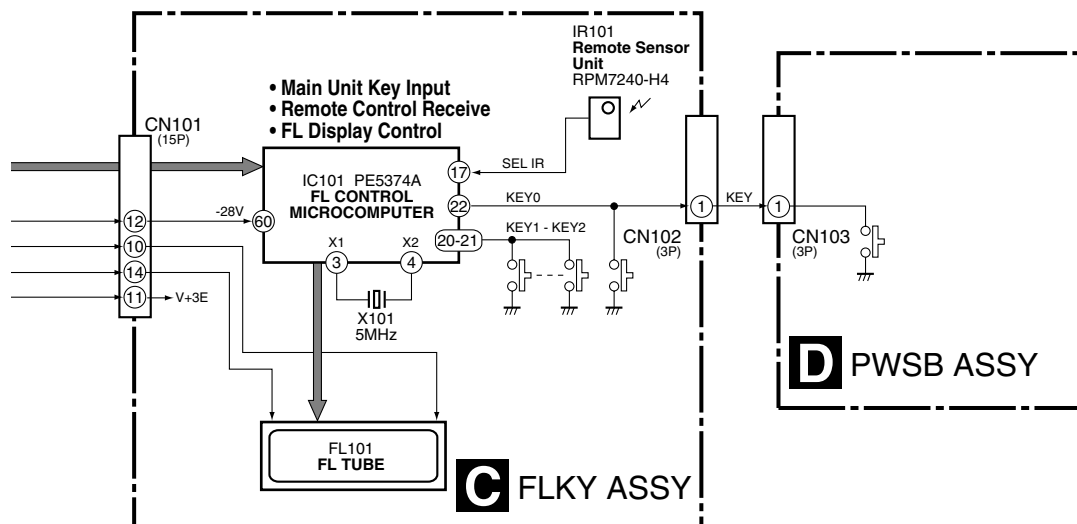 IR101
Remote Sensor
Unit
RPM7240-H4
• Main Unit Key Input
• Remote Control Receive
• FL Display Control
CN101
(15P)
IC101 PE5374A
FL CONTROL
MICROCOMPUTER
SEL IR
17
KEY0
22
KEY1 - KEY2
20-21
-28V
60
12
10
14
11
V+3E
X1
3
X2
4
X101
5MHz
1
KEY
1
CN102
(3P)
CN103
(3P)
D PWSB ASSY
FL101
FL TUBE
C FLKY ASSY